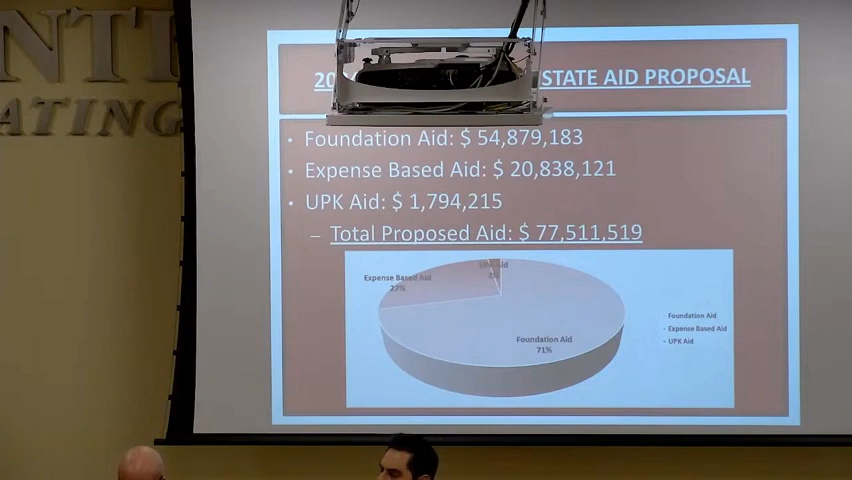 NT
ATING
20 STATE AID PROPOSAL
• Foundation Aid: $ 54,879,183
• Expense Based Aid: $ 20,838,121
• UPK Aid: $ 1,794,215
– Total Proposed Aid: $ 77,511,519
Aid
Expense Based Aid
27%
Foundation Aid
71%
Foundation Aid
Expense Based Aid
UPK Aid